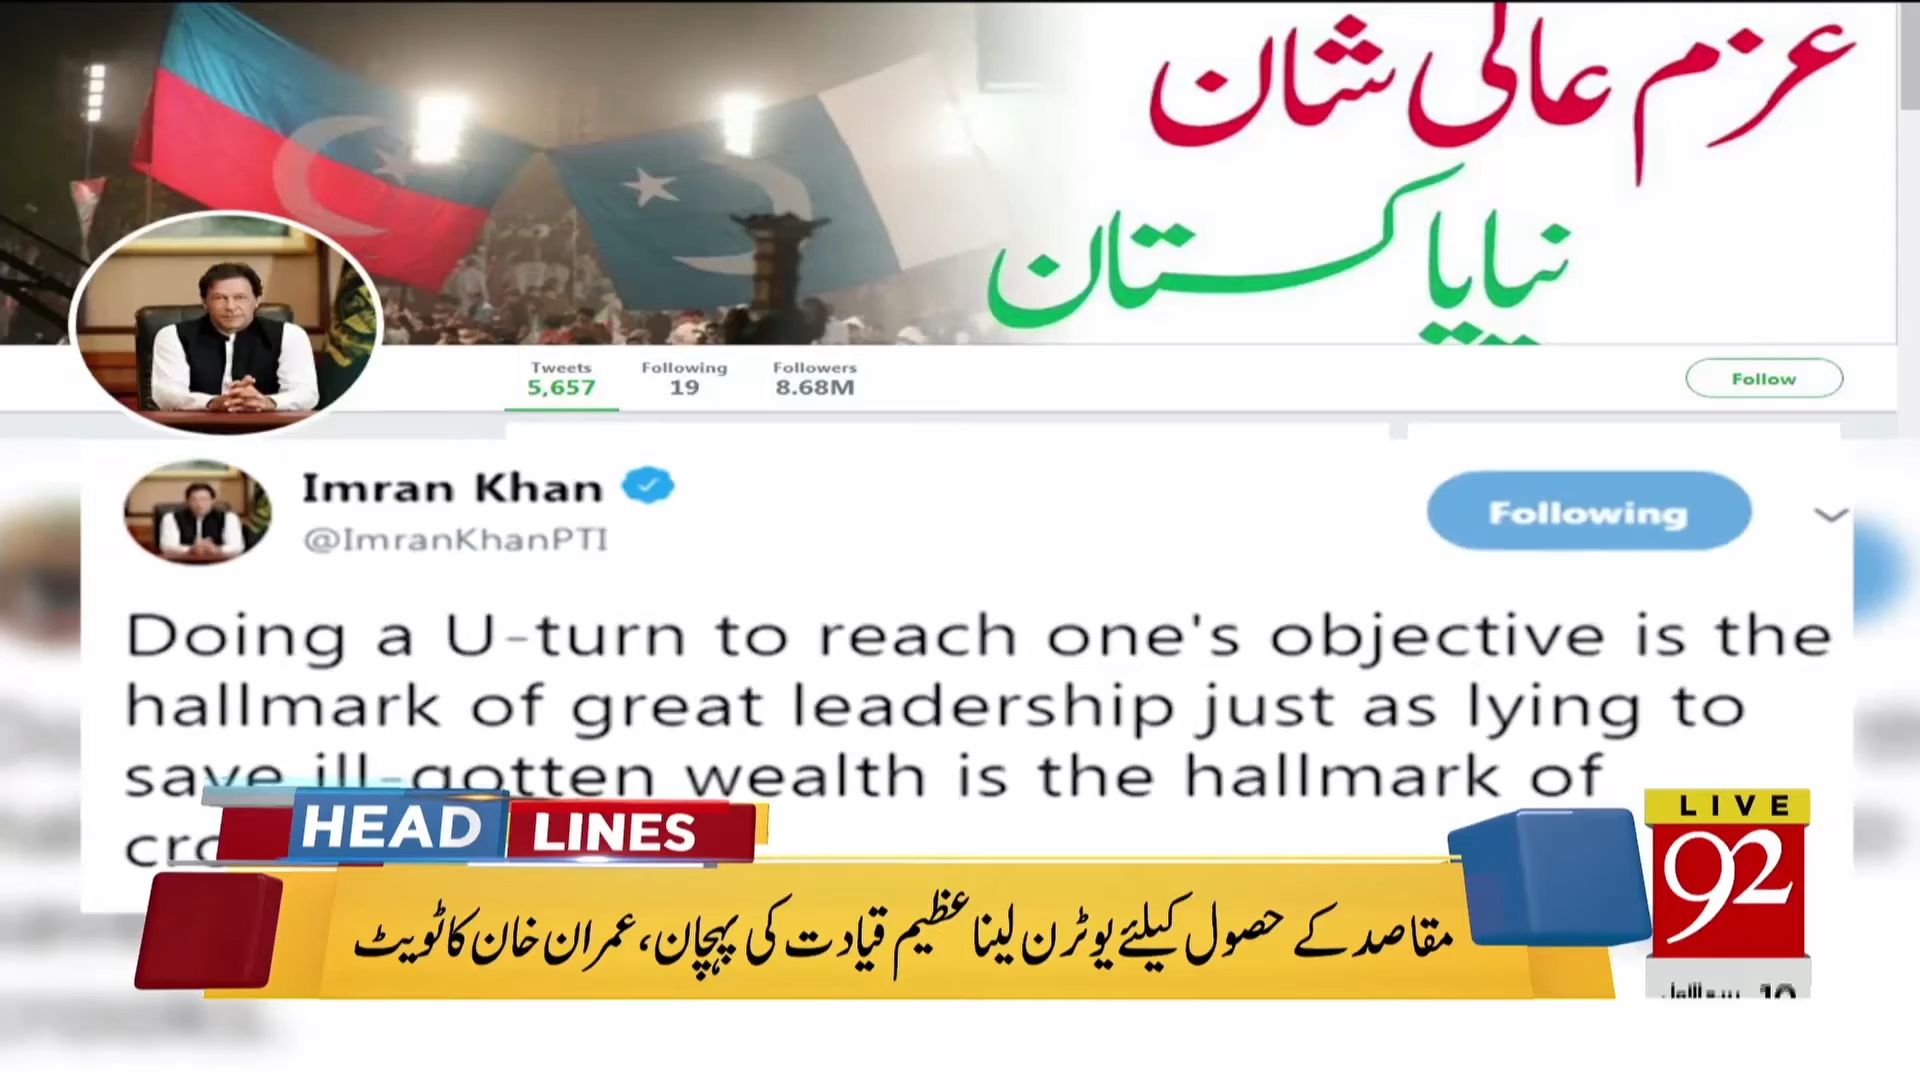 عزم عالی شان
نیا پاکستان
Tweets Following Followers
5,657 19 8.68M
Follow
Imran Khan
@ImranKhanPTI
Following
Doing a U-turn to reach one's objective is the
hallmark of great leadership just as lying to
save ill-gotten wealth is the hallmark of
HEAD LINES
LIVE
92
مقاصد کے حصول کیلئے یوٹرن لینا عظیم قیادت کی پہچان، عمران خان کا ٹویٹ